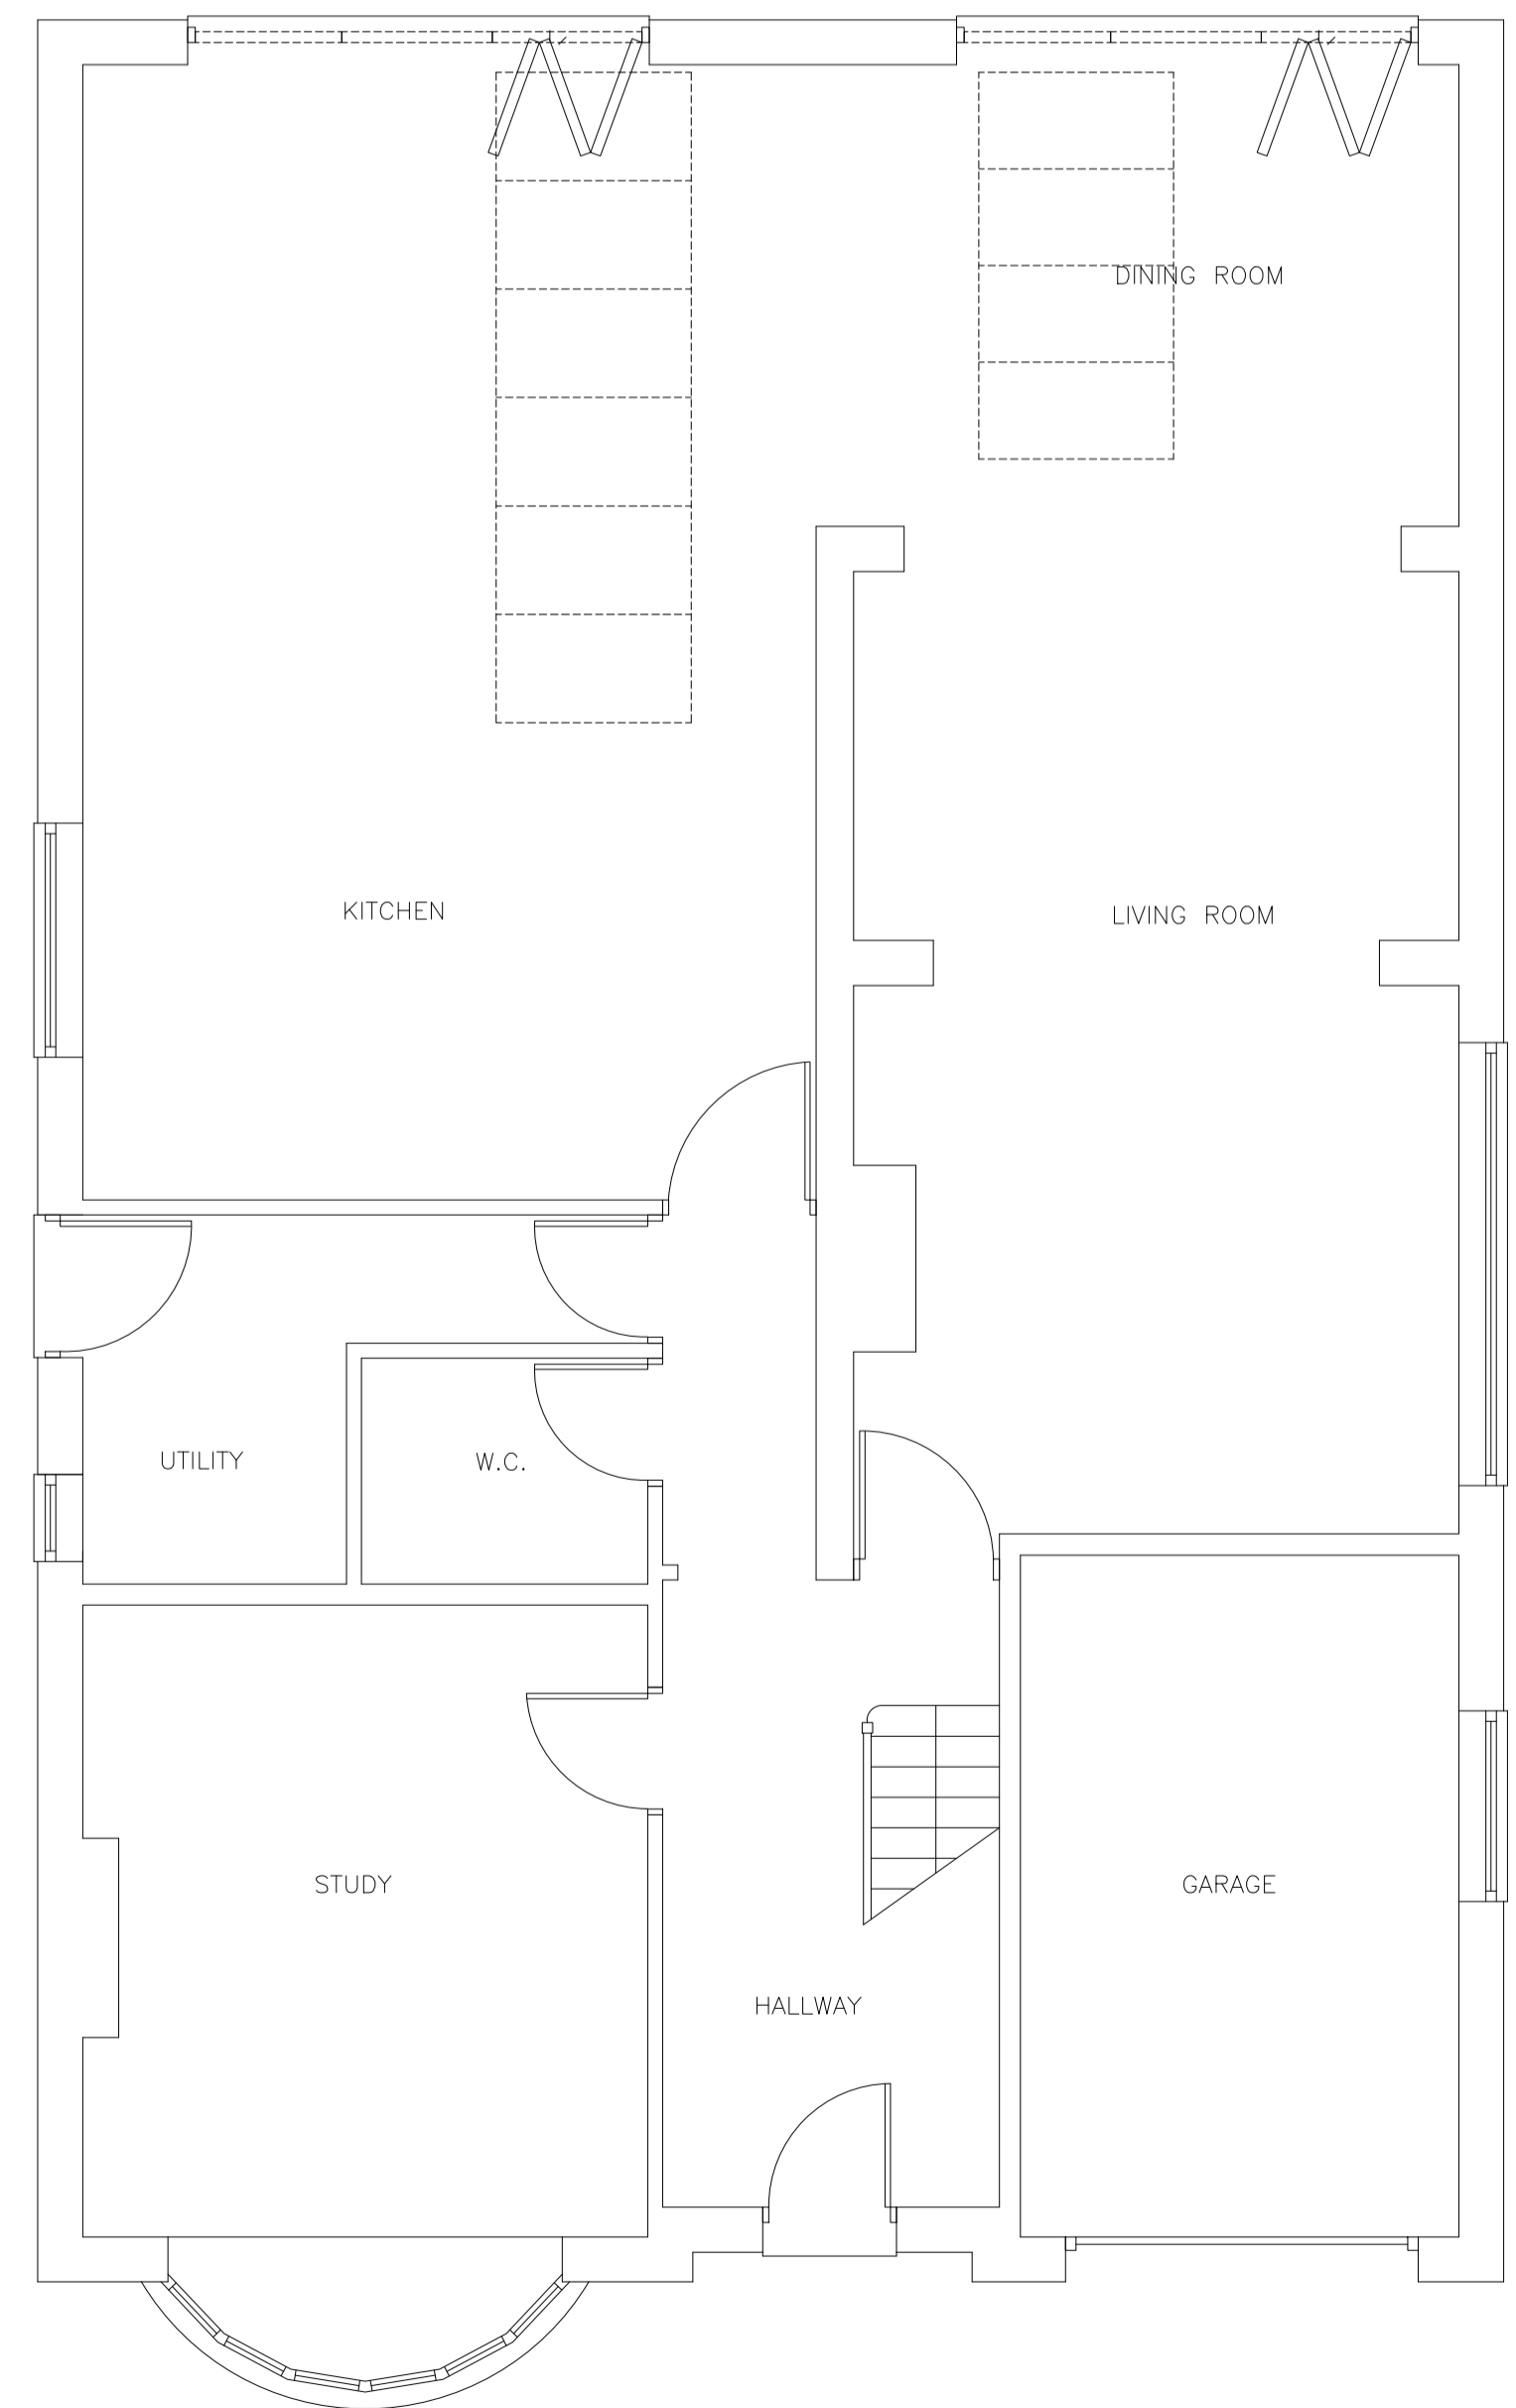 DINING ROOM
KITCHEN
LIVING ROOM
UTILITY
W.C.
STUDY
GARAGE
HALLWAY